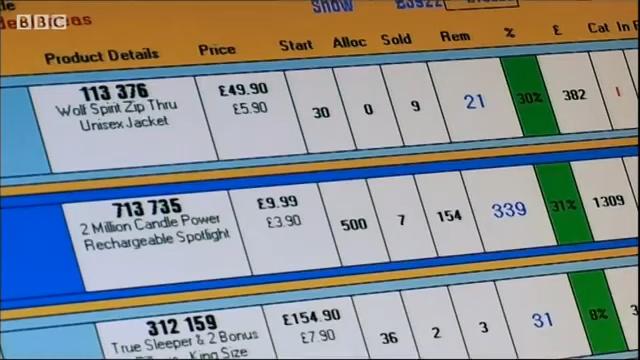 BBC
Show £3922
Product Details Price Start Alloc Sold Rem % £ Cat In
113 376 £49.90
Wolf Spirit Zip Thru £5.90 30 0 9 21 30% 382
Unisex Jacket
713 735 £9.99
2 Million Candle Power £3.90 500 7 154 339 31% 1309
Rechargeable Spotlight
312 159 £154.90
True Sleeper & 2 Bonus £7.90 36 2 3 31 8%
King Size